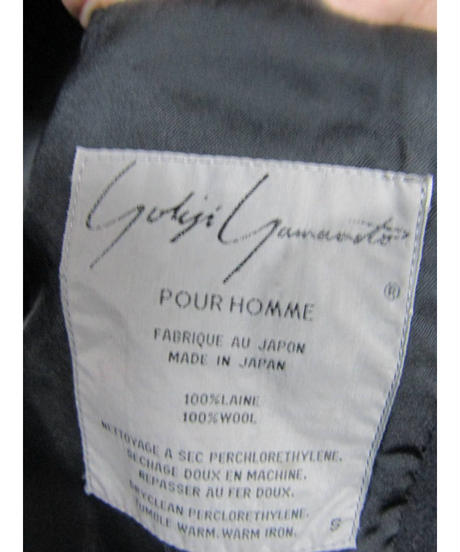 Yohji Yamamoto
®
POUR HOMME
FABRIQUE AU JAPON
MADE IN JAPAN
100%LAINE
100%WOOL
NETTOYAGE A SEC PERCHLORETHYLENE.
SECHAGE DOUX EN MACHINE.
REPASSER AU FER DOUX.
DRYCLEAN PERCLORETHYLENE.
TUMBLE WARM.WARM IRON.
S